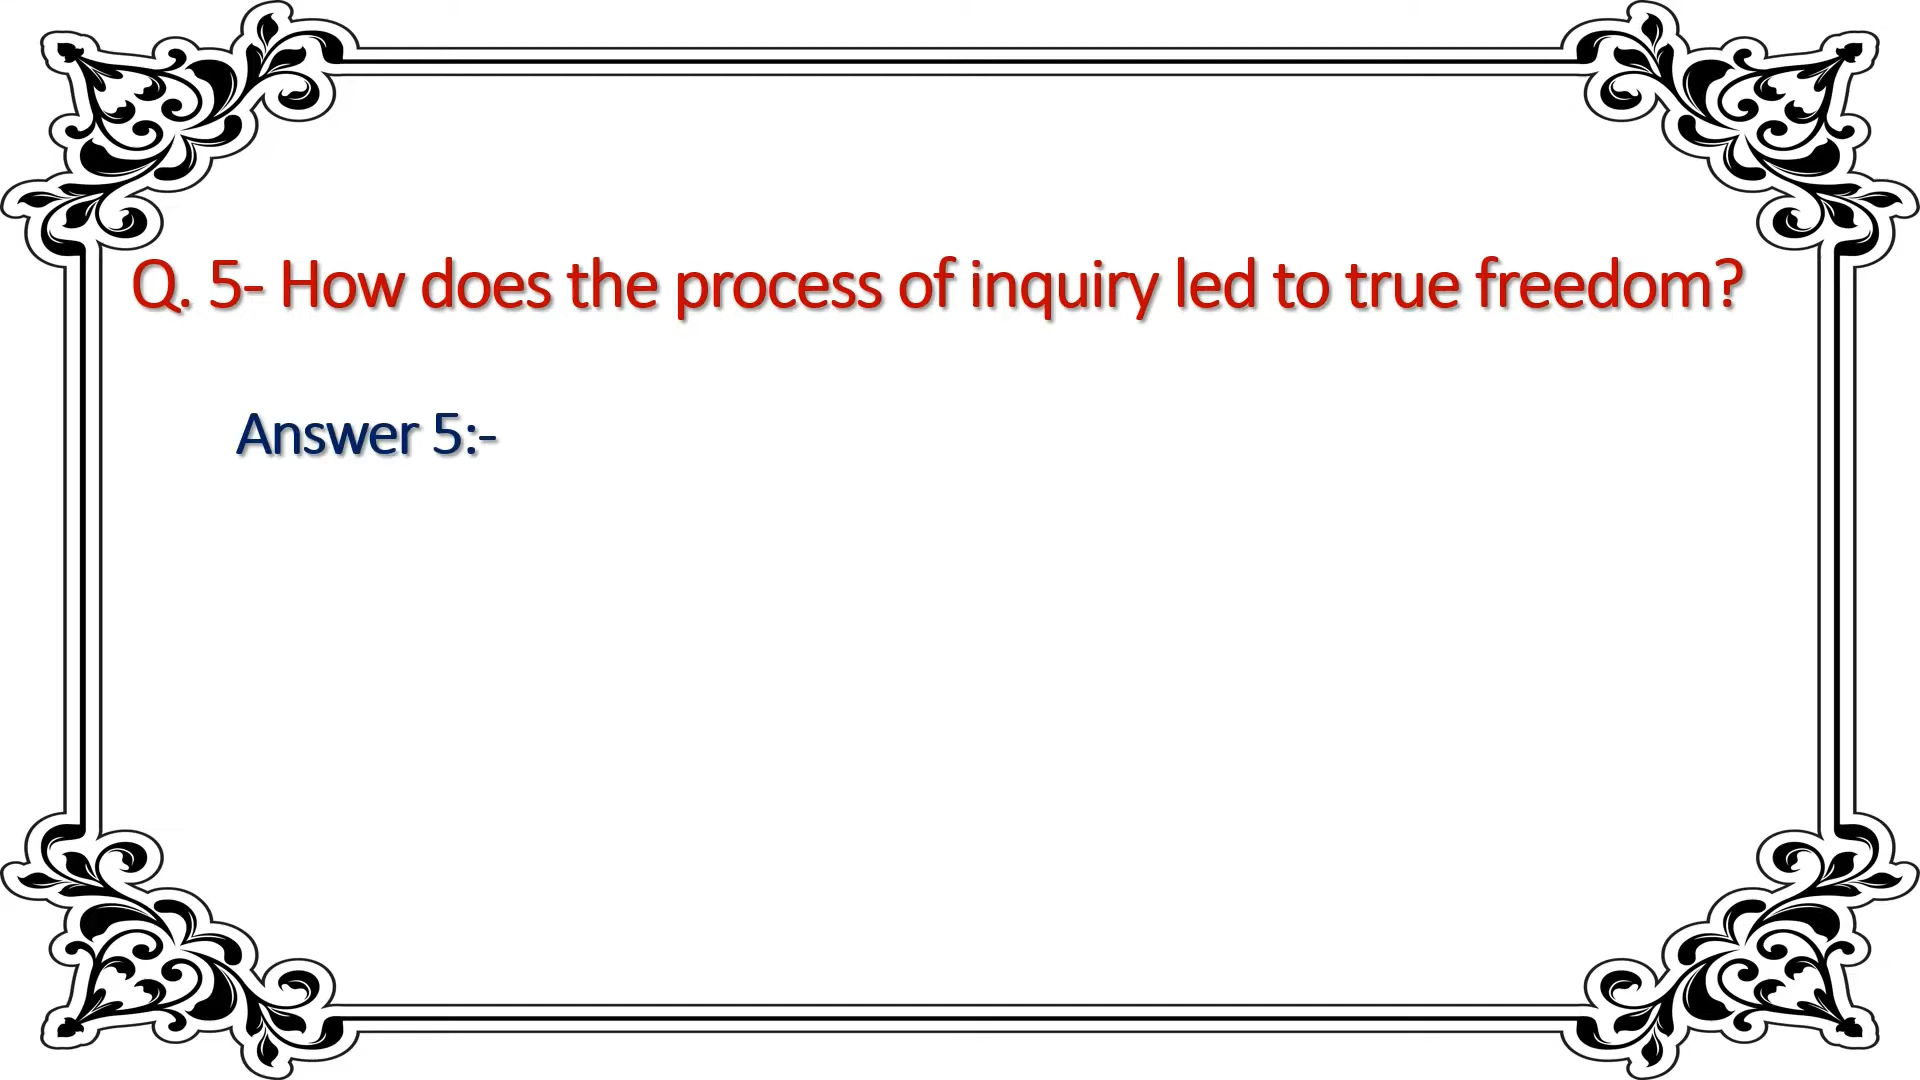 Q. 5- How does the process of inquiry led to true freedom?
Answer 5:-